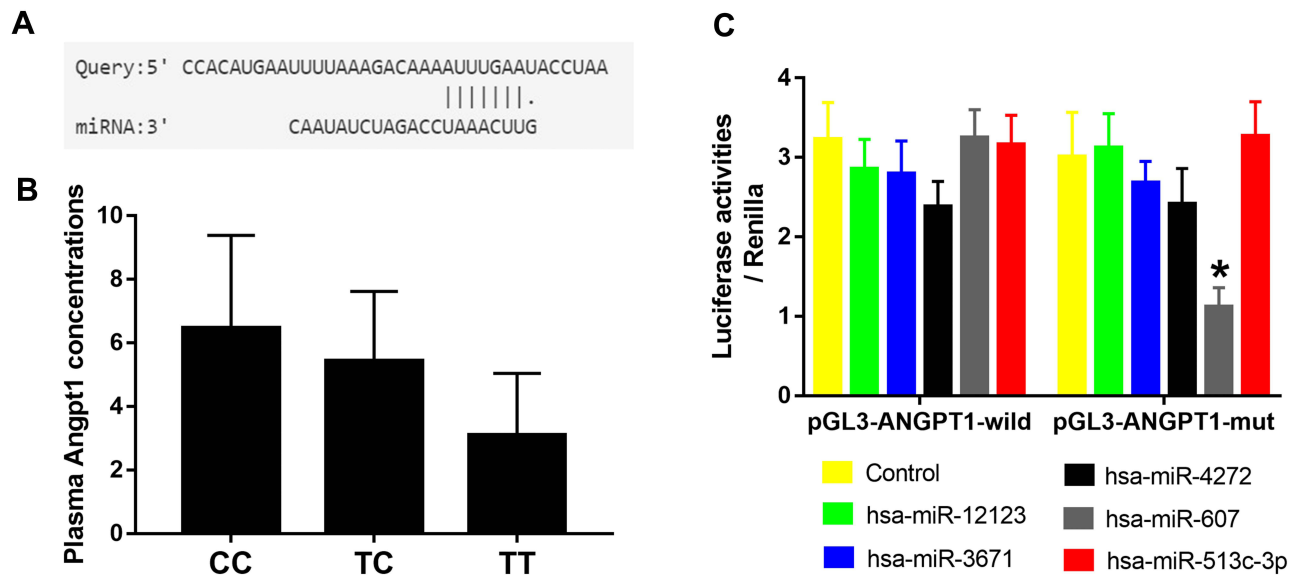 A
Query:5' CCACAUGAAUUUUAAAGACAAAAUUUGAAUACCUAA
|||||||.
miRNA:3' CAAUAUCUAGACCUAAACUUG
B
Plasma Angpt1 concentrations
10
8
6
4
2
0
CC TC TT
C
Luciferase activities
/ Renilla
4
3
2
1
0
*
pGL3-ANGPT1-wild pGL3-ANGPT1-mut
Control
hsa-miR-12123
hsa-miR-3671
hsa-miR-4272
hsa-miR-607
hsa-miR-513c-3p